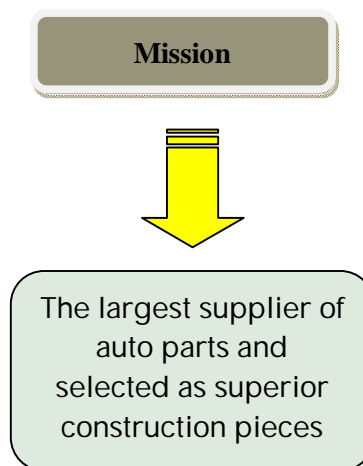 Mission
The largest supplier of
auto parts and
selected as superior
construction pieces